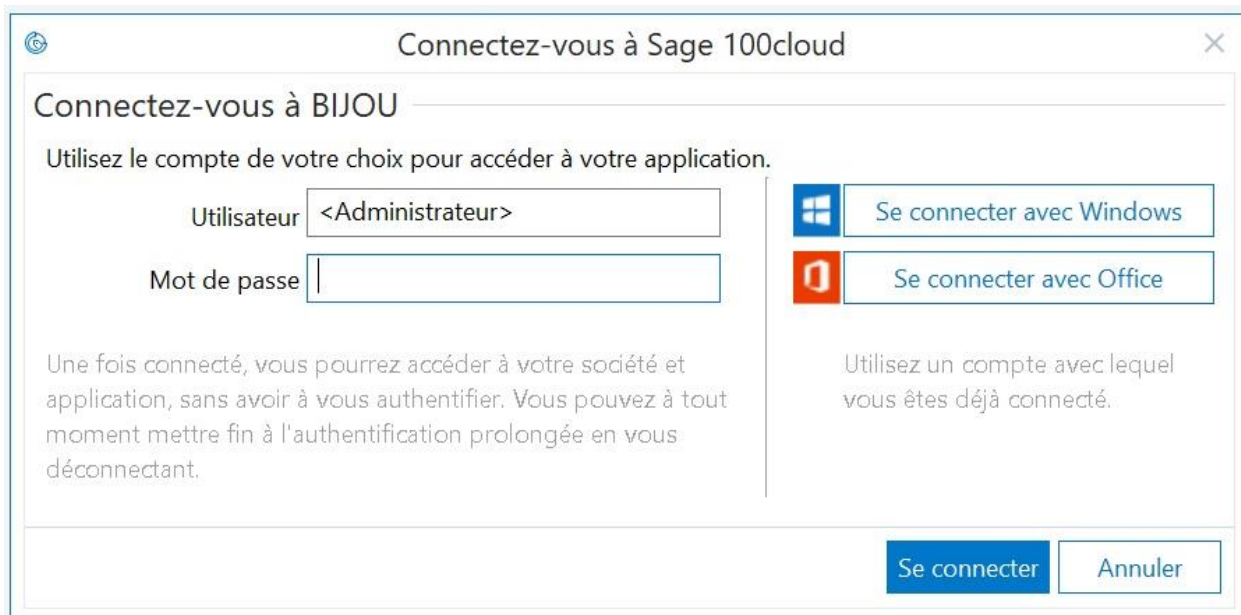 Connectez-vous à Sage 100cloud
Connectez-vous à BIJOU
Utilisez le compte de votre choix pour accéder à votre application.
Utilisateur <Administrateur>
Mot de passe
Se connecter avec Windows
Se connecter avec Office
Une fois connecté, vous pourrez accéder à votre société et
application, sans avoir à vous authentifier. Vous pouvez à tout
moment mettre fin à l'authentification prolongée en vous
déconnectant.
Utilisez un compte avec lequel
vous êtes déjà connecté.
Se connecter
Annuler